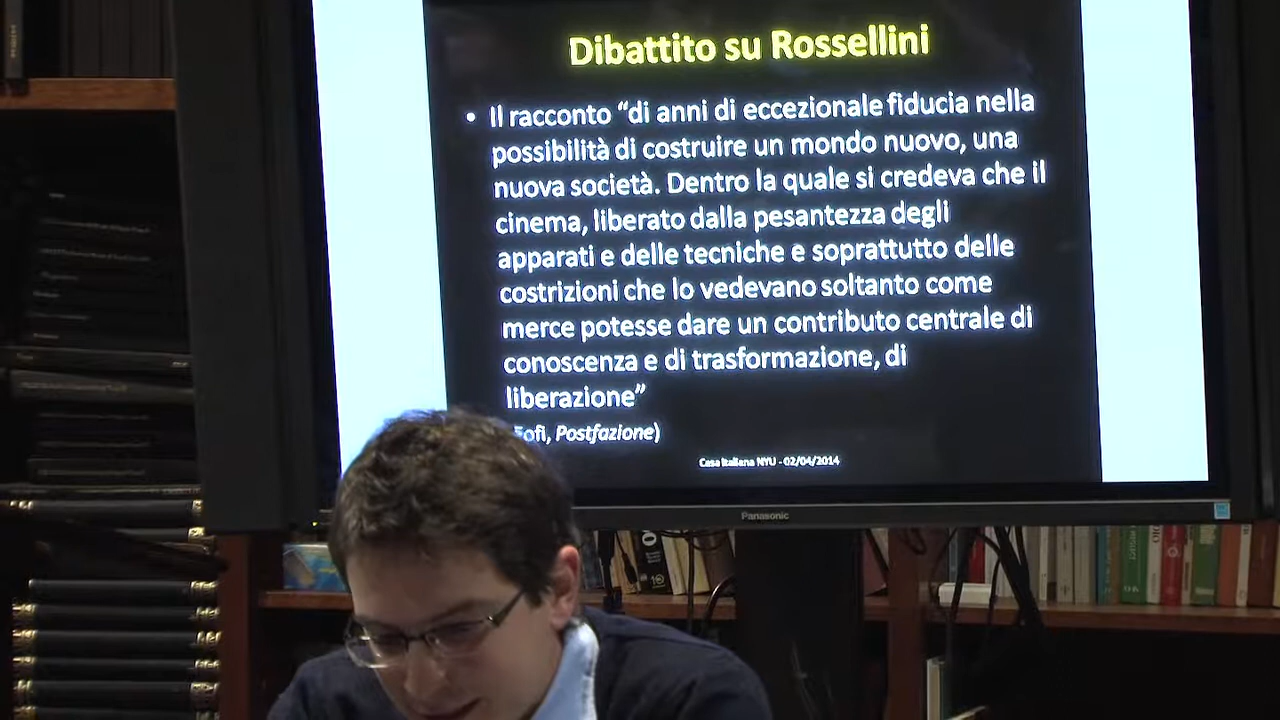 Dibattito su Rossellini
• Il racconto “di anni di eccezionale fiducia nella
possibilità di costruire un mondo nuovo, una
nuova società. Dentro la quale si credeva che il
cinema, liberato dalla pesantezza degli
apparati e delle tecniche e soprattutto delle
costrizioni che lo vedevano soltanto come
merce potesse dare un contributo centrale di
conoscenza e di trasformazione, di
liberazione”
Fofi, Postfazione)
Casa Italiana NYU - 02/04/2014
Panasonic